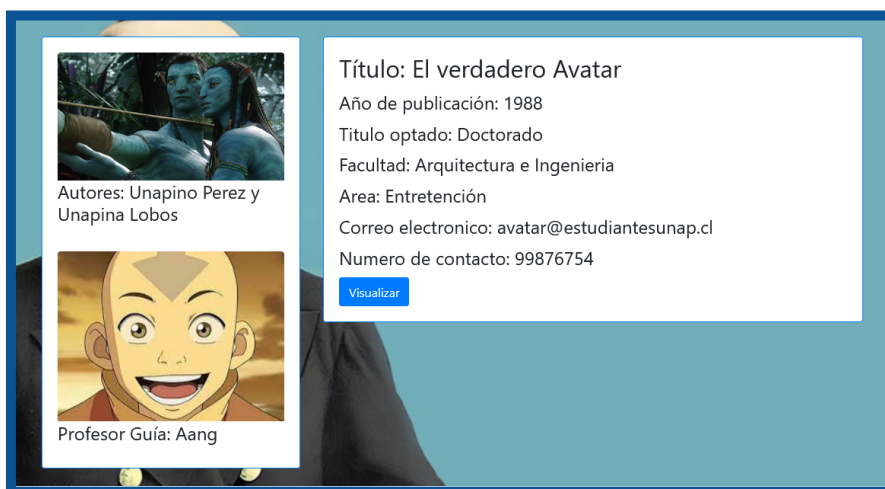 Autores: Unapino Perez y
Unapina Lobos
Profesor Guía: Aang
Título: El verdadero Avatar
Año de publicación: 1988
Titulo optado: Doctorado
Facultad: Arquitectura e Ingenieria
Area: Entretención
Correo electronico: avatar@estudiantesunap.cl
Numero de contacto: 99876754
Visualizar